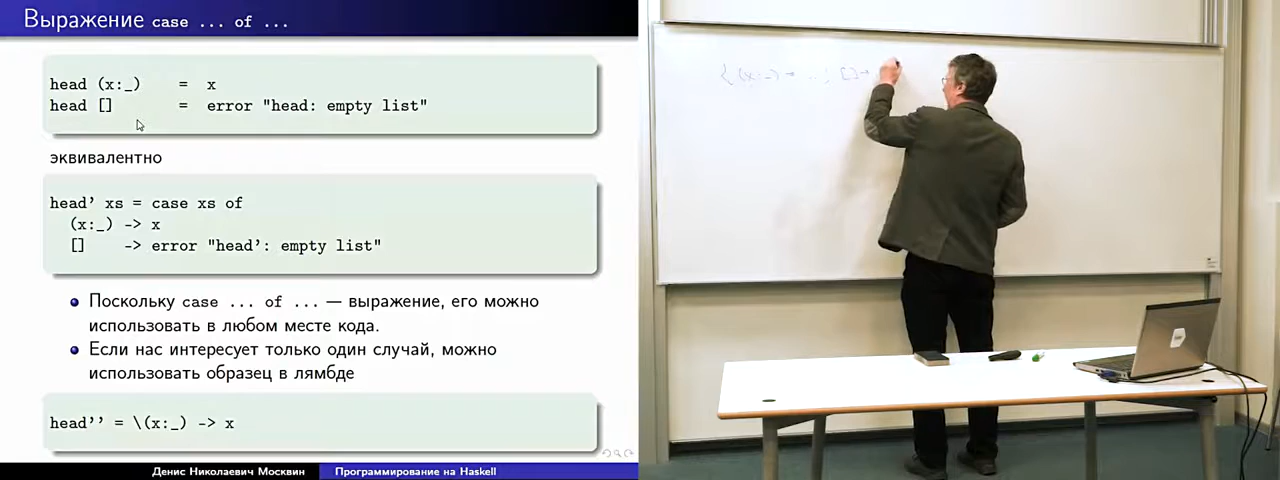 Выражение case ... of ...
head (x:_)    =  x
head []       =  error "head: empty list"
эквивалентно
head’ xs = case xs of
(x:_) -> x
[]    -> error "head’: empty list"
Поскольку case ... of ... — выражение, его можно
использовать в любом месте кода.
Если нас интересует только один случай, можно
использовать образец в лямбде
head’’ = \(x:_) -> x
Денис Николаевич Москвин
Программирование на Haskell
{ (x:_) → ... ; [] →